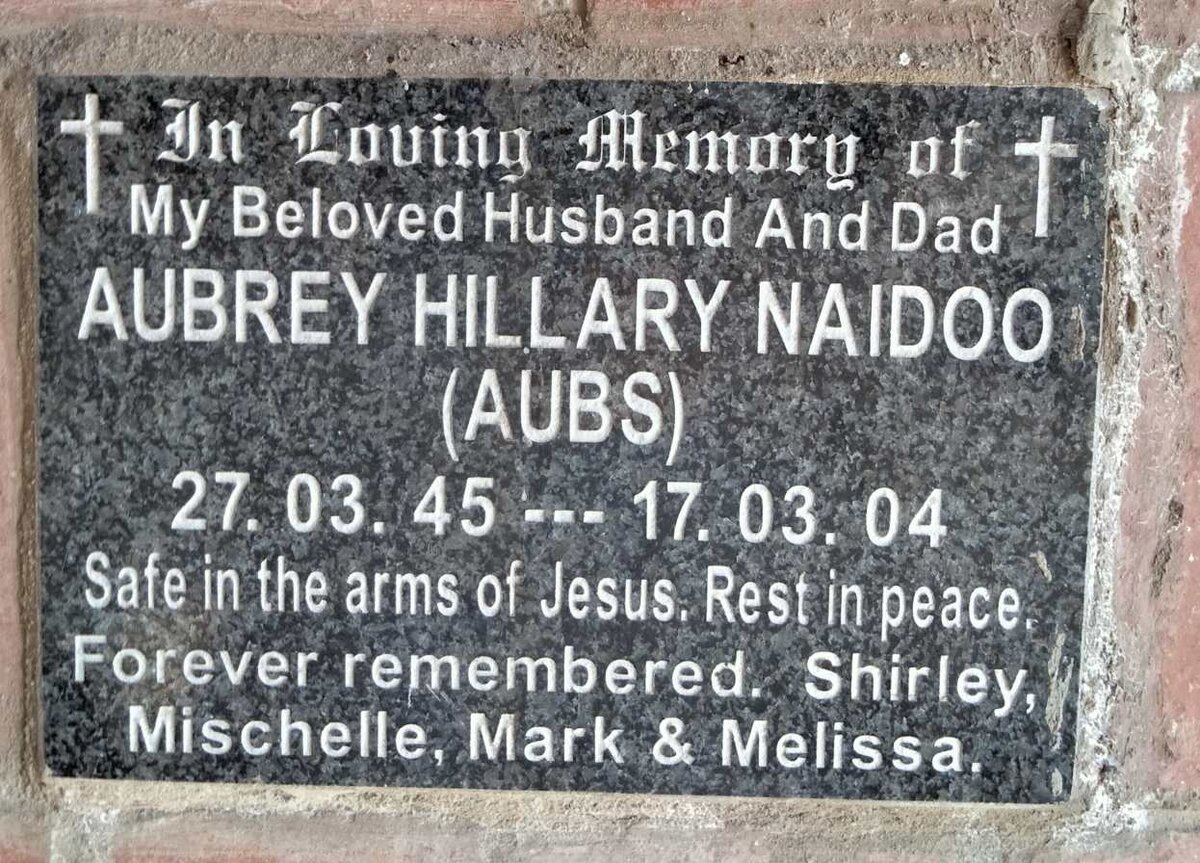 In Loving Memory of
My Beloved Husband And Dad
AUBREY HILLARY NAIDOO
(AUBS)
27. 03. 45 --- 17. 03. 04
Safe in the arms of Jesus. Rest in peace.
Forever remembered. Shirley,
Mischelle, Mark & Melissa.